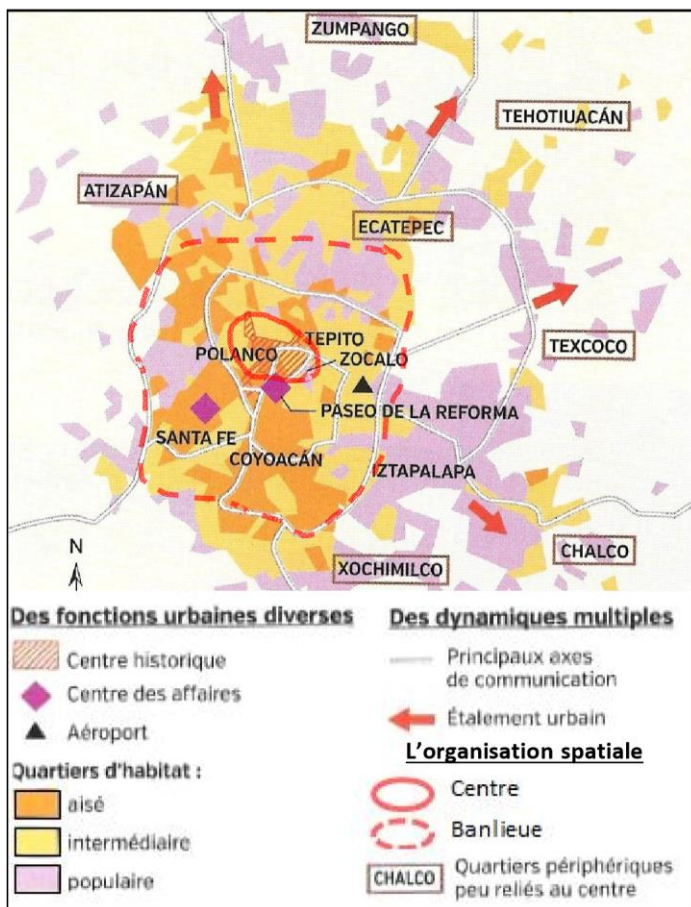 ZUMPANGO
TEHOTIUACÁN
ATIZAPÁN
ECATEPEC
TEPITO
POLANCO
ZOCALO
TEXCOCO
PASEO DE LA REFORMA
SANTA FE
COYOACÁN
IZTAPALAPA
CHALCO
N
XOCHIMILCO
Des fonctions urbaines diverses
Centre historique
Centre des affaires
Aéroport
Quartiers d'habitat :
aisé
intermédiaire
populaire
Des dynamiques multiples
Principaux axes
de communication
Étalement urbain
L'organisation spatiale
Centre
Banlieue
CHALCO
Quartiers périphériques
peu reliés au centre